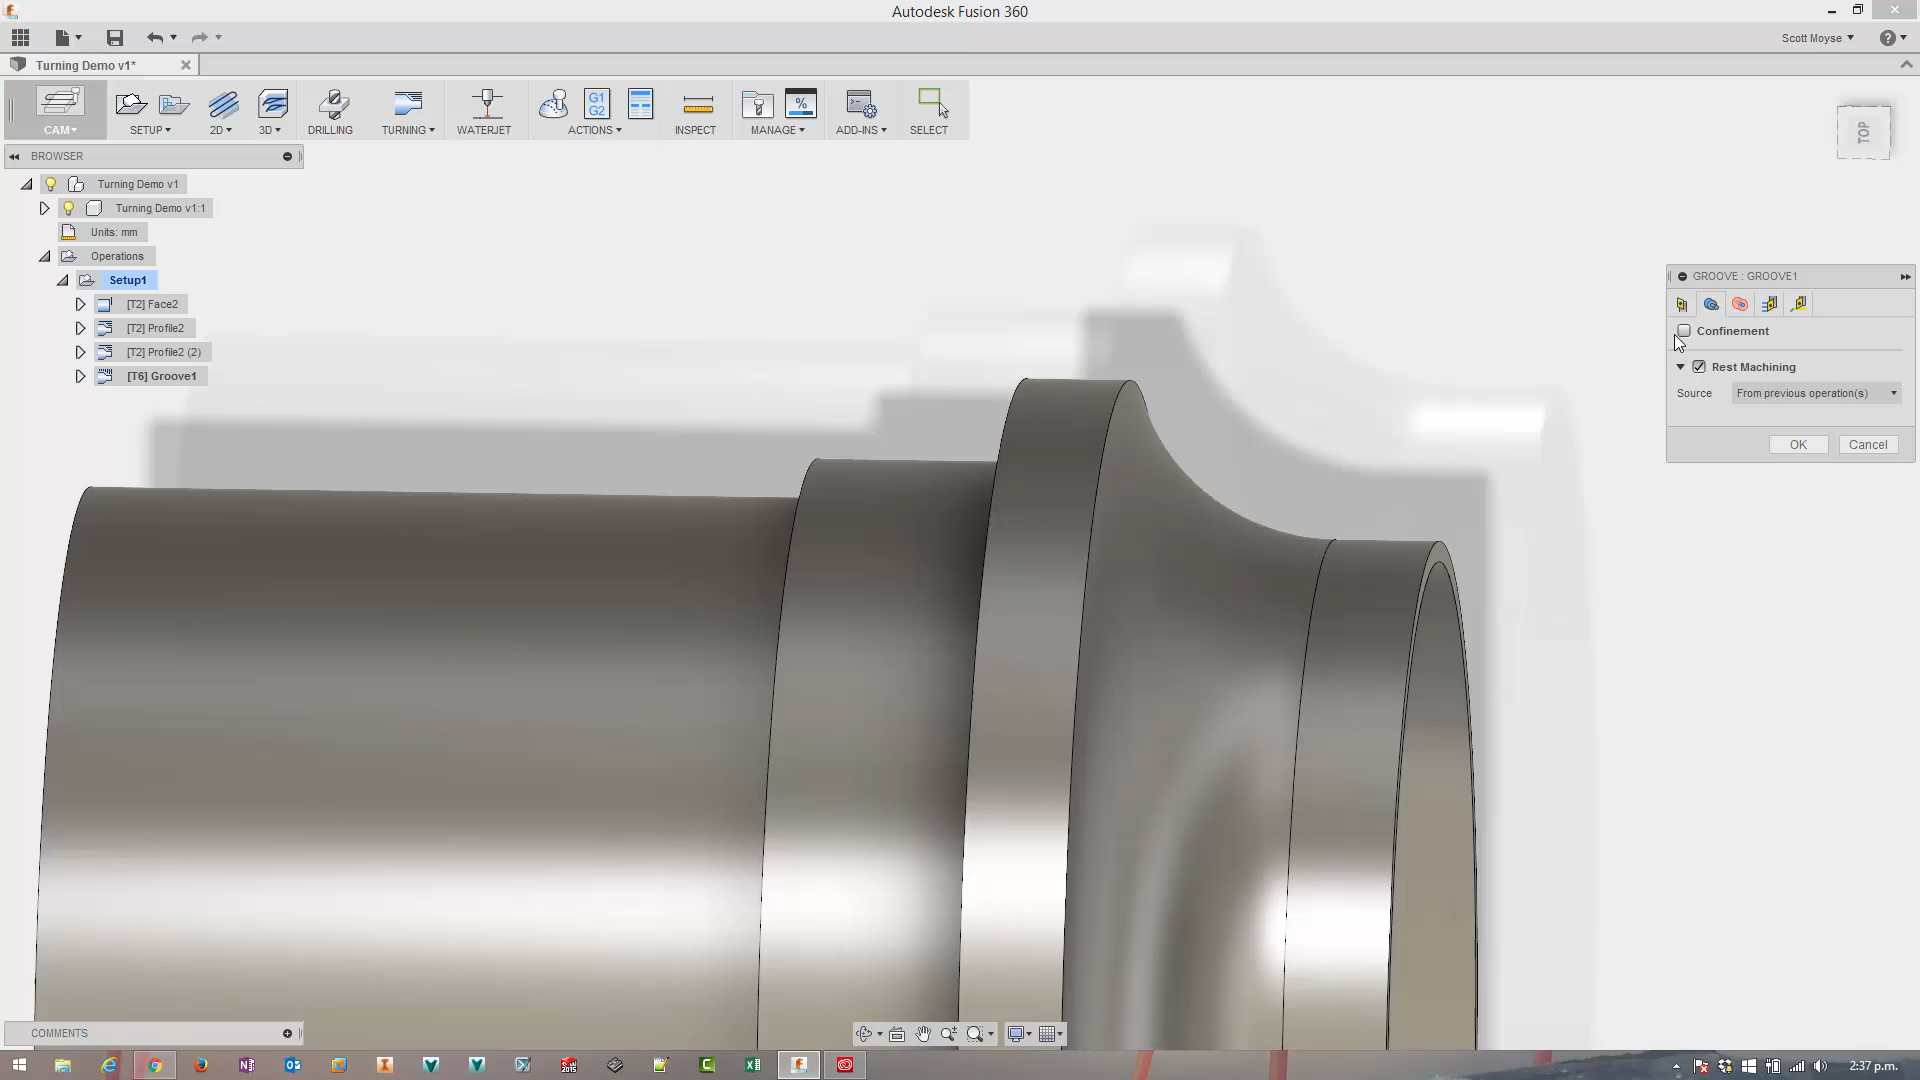 Autodesk Fusion 360
Scott Moyse
Turning Demo v1*
CAM
SETUP
2D
3D
DRILLING
TURNING
WATERJET
G1
G2
ACTIONS
INSPECT
%
MANAGE
ADD-INS
SELECT
TOP
BROWSER
Turning Demo v1
Turning Demo v1:1
Units: mm
Operations
Setup1
[T2] Face2
[T2] Profile2
[T2] Profile2 (2)
[T6] Groove1
GROOVE : GROOVE1
Confinement
Rest Machining
Source From previous operation(s)
OK Cancel
COMMENTS
2:37 p.m.